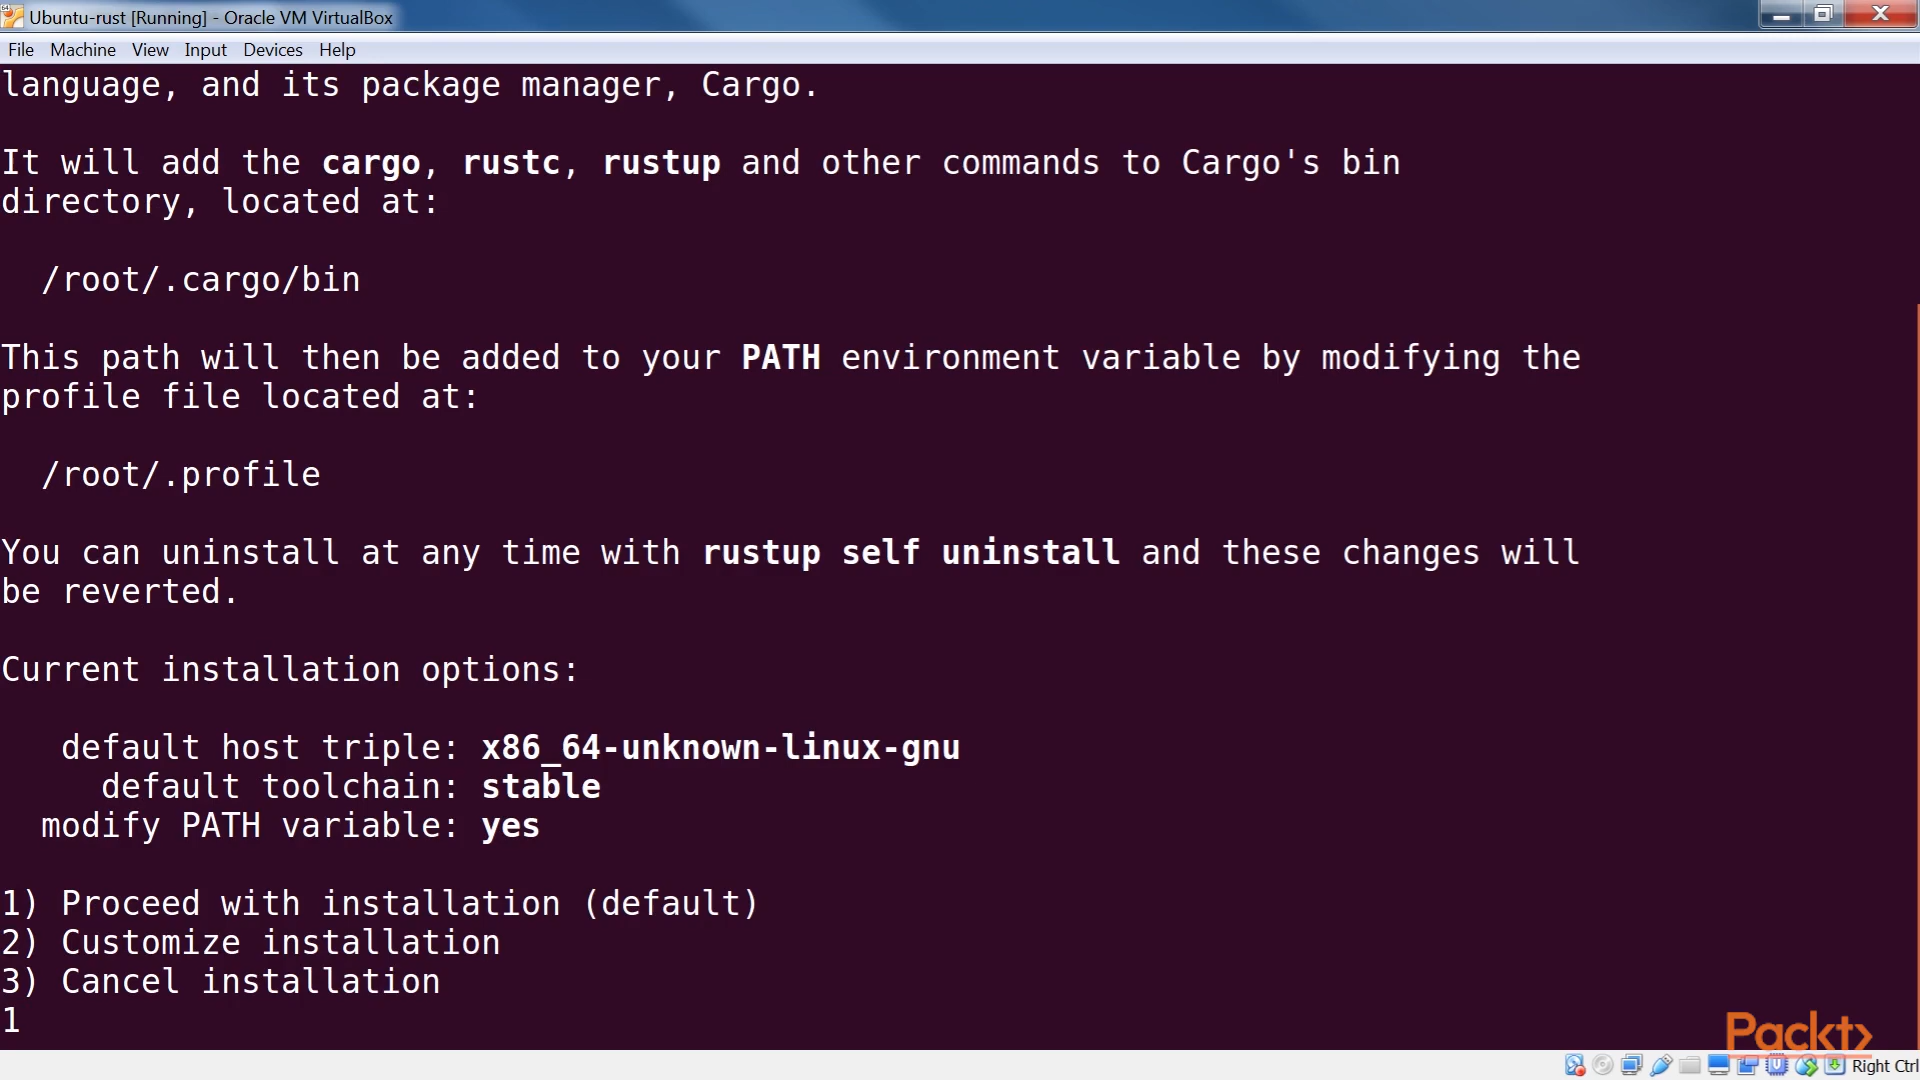 Ubuntu-rust [Running] - Oracle VM VirtualBox
File Machine View Input Devices Help
language, and its package manager, Cargo.
It will add the cargo, rustc, rustup and other commands to Cargo's bin
directory, located at:
/root/.cargo/bin
This path will then be added to your PATH environment variable by modifying the
profile file located at:
/root/.profile
You can uninstall at any time with rustup self uninstall and these changes will
be reverted.
Current installation options:
default host triple: x86_64-unknown-linux-gnu
default toolchain: stable
modify PATH variable: yes
1) Proceed with installation (default)
2) Customize installation
3) Cancel installation
1
Packt>
Right Ctrl